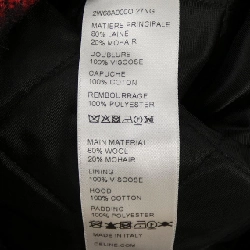 MATIERE PRINCIPALE
80% LAINE
20% MOHAIR
DOUBLURE
100% VISCOSE
CAPUCHE
100% COTON
REMBOURRAGE
100% POLYESTER
MAIN MATERIAL
80% WOOL
20% MOHAIR
LINING
100% VISCOSE
HOOD
100% COTTON
PADDING
100% POLYESTER
MADE IN ITALY
CELINE.COM